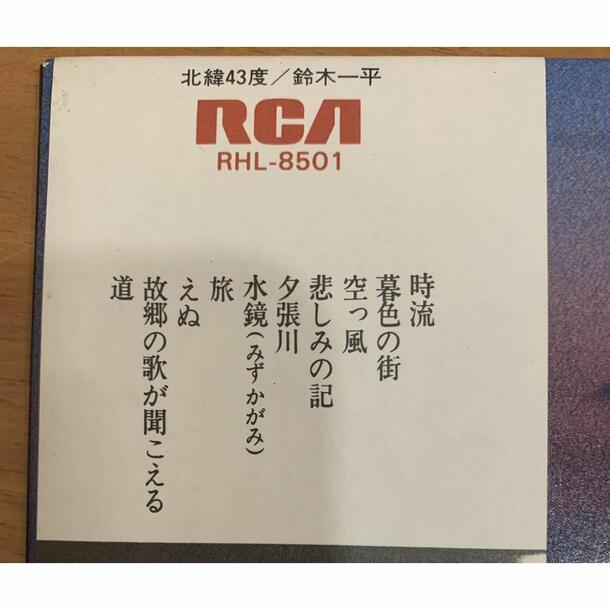 北緯43度／鈴木一平
RCA
RHL-8501
時流
暮色の街
空っ風
悲しみの記
夕張川
水鏡(みずかがみ)
旅
えぬ
故郷の歌が聞こえる
道